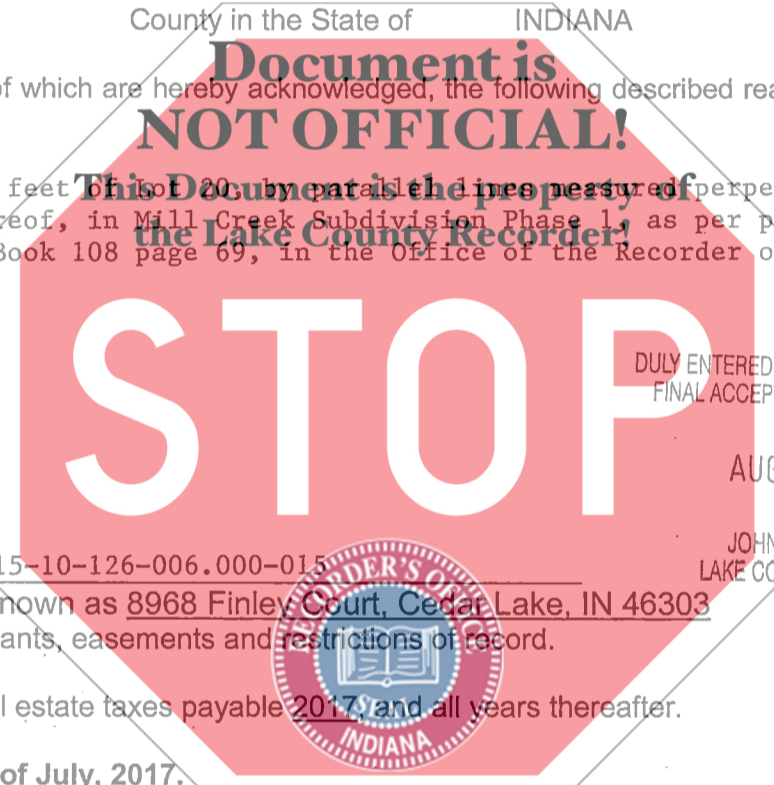 County in the State of INDIANA
Document is
of which are hereby acknowledged, the following described rea
NOT OFFICIAL!
This Document is the property of
feet of Lot 20, by parallel lines measured perpe
reof, in Mill Creek Subdivision Phase 1, as per p
the Lake County Recorder!
Book 108 page 69, in the Office of the Recorder o
STOP
DULY ENTERED
FINAL ACCEP
AUG
JOHN
LAKE CO
15-10-126-006.000-015
nown as 8968 Finley Court, Cedar Lake, IN 46303
ants, easements and restrictions of record.
RECORDER'S OFFICE
SEAL
INDIANA
l estate taxes payable 2017, and all years thereafter.
of July, 2017.